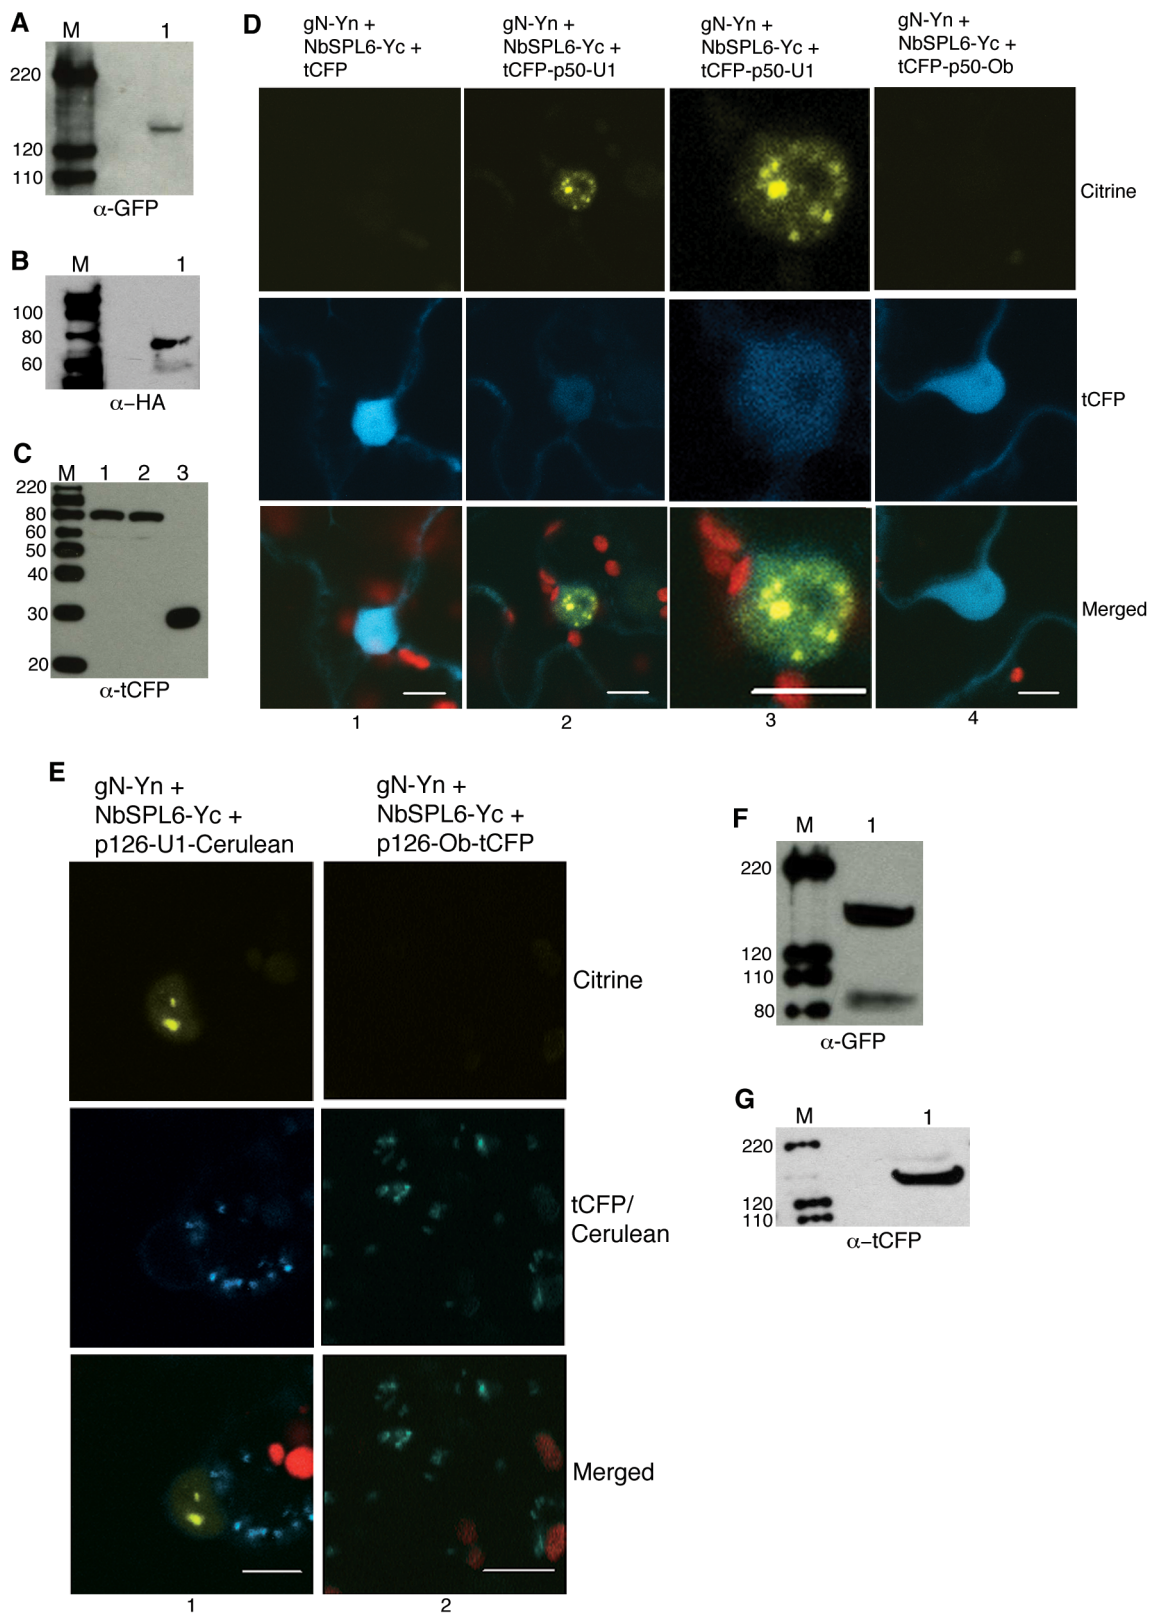 A
M 1
220
120
110
α-GFP
B
M 1
100
80
60
α-HA
C
M 1 2 3
220
80
60
50
40
30
20
α-tCFP
D
gN-Yn +
NbSPL6-Yc +
tCFP
gN-Yn +
NbSPL6-Yc +
tCFP-p50-U1
gN-Yn +
NbSPL6-Yc +
tCFP-p50-U1
gN-Yn +
NbSPL6-Yc +
tCFP-p50-Ob
Citrine
tCFP
Merged
1 2 3 4
E
gN-Yn +
NbSPL6-Yc +
p126-U1-Cerulean
gN-Yn +
NbSPL6-Yc +
p126-Ob-tCFP
Citrine
tCFP/
Cerulean
Merged
1 2
F
M 1
220
120
110
80
α-GFP
G
M 1
220
120
110
α-tCFP